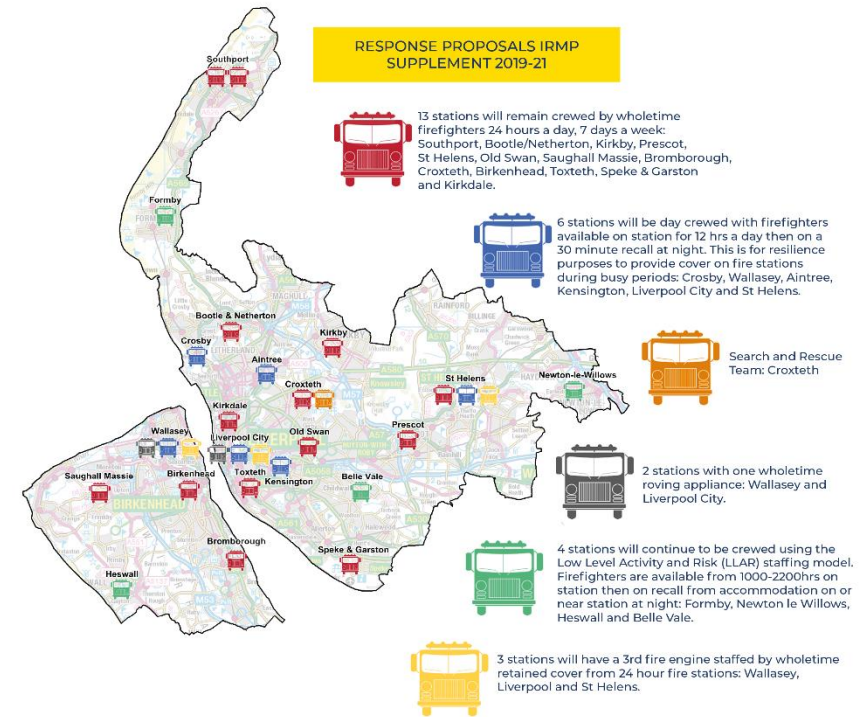 RESPONSE PROPOSALS IRMP
SUPPLEMENT 2019-21
13 stations will remain crewed by wholetime
firefighters 24 hours a day, 7 days a week:
Southport, Bootle/Netherton, Kirkby, Prescot,
St Helens, Old Swan, Saughall Massie, Bromborough,
Croxteth, Birkenhead, Toxteth, Speke & Garston
and Kirkdale.
6 stations will be day crewed with firefighters
available on station for 12 hrs a day then on a
30 minute recall at night. This is for resilience
purposes to provide cover on fire stations
during busy periods: Crosby, Wallasey, Aintree,
Kensington, Liverpool City and St Helens.
Search and Rescue
Team: Croxteth
2 stations with one wholetime
roving appliance: Wallasey and
Liverpool City.
4 stations will continue to be crewed using the
Low Level Activity and Risk (LLAR) staffing model.
Firefighters are available from 1000-2200hrs on
station then on recall from accommodation on or
near station at night: Formby, Newton le Willows,
Heswall and Belle Vale.
3 stations will have a 3rd fire engine staffed by wholetime
retained cover from 24 hour fire stations: Wallasey,
Liverpool and St Helens.
Southport
Formby
Bootle & Netherton
Crosby
Aintree
Kirkby
Croxteth
St Helens
Newton-le-Willows
Kirkdale
Liverpool City
Old Swan
Prescot
Wallasey
Toxteth
Kensington
Belle Vale
Saughall Massie
Birkenhead
Bromborough
Speke & Garston
Heswall
MAGHULL
LITHERLAND
RAINFORD
BILLINGE
M57
BIRKENHEAD
M53